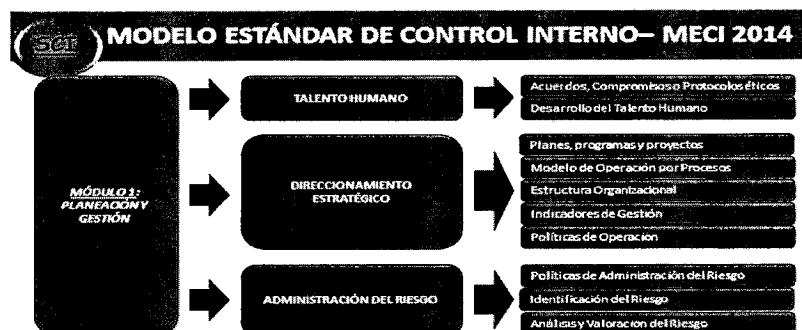 SCI
MODELO ESTÁNDAR DE CONTROL INTERNO– MECI 2014
MÓDULO 1:
PLANEACIÓN Y
GESTIÓN
TALENTO HUMANO
Acuerdos, Compromisos o Protocolos éticos
Desarrollo del Talento Humano
DIRECCIONAMIENTO
ESTRATÉGICO
Planes, programas y proyectos
Modelo de Operación por Procesos
Estructura Organizacional
Indicadores de Gestión
Políticas de Operación
ADMINISTRACIÓN DEL RIESGO
Políticas de Administración del Riesgo
Identificación del Riesgo
Análisis y Valoración del Riesgo